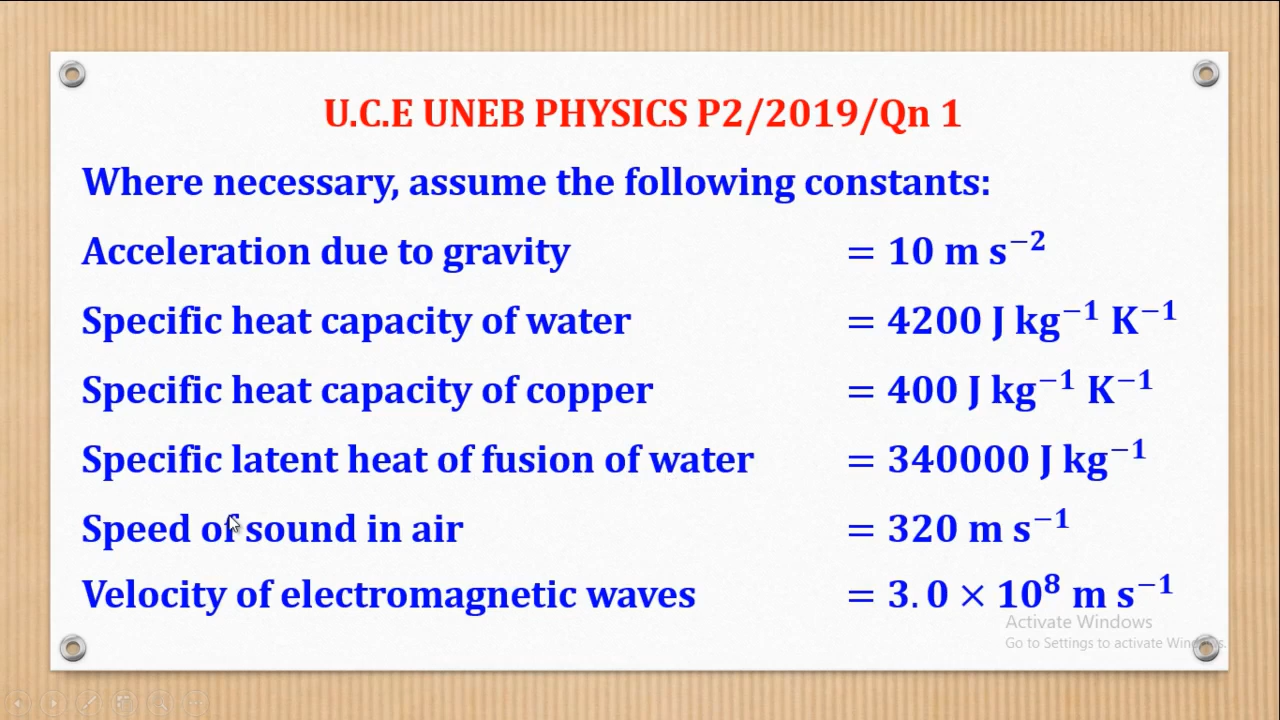 U.C.E UNEB PHYSICS P2/2019/Qn 1
Where necessary, assume the following constants:
Acceleration due to gravity = 10 m s⁻²
Specific heat capacity of water = 4200 J kg⁻¹ K⁻¹
Specific heat capacity of copper = 400 J kg⁻¹ K⁻¹
Specific latent heat of fusion of water = 340000 J kg⁻¹
Speed of sound in air = 320 m s⁻¹
Velocity of electromagnetic waves = 3.0 × 10⁸ m s⁻¹
Activate Windows
Go to Settings to activate Windows.